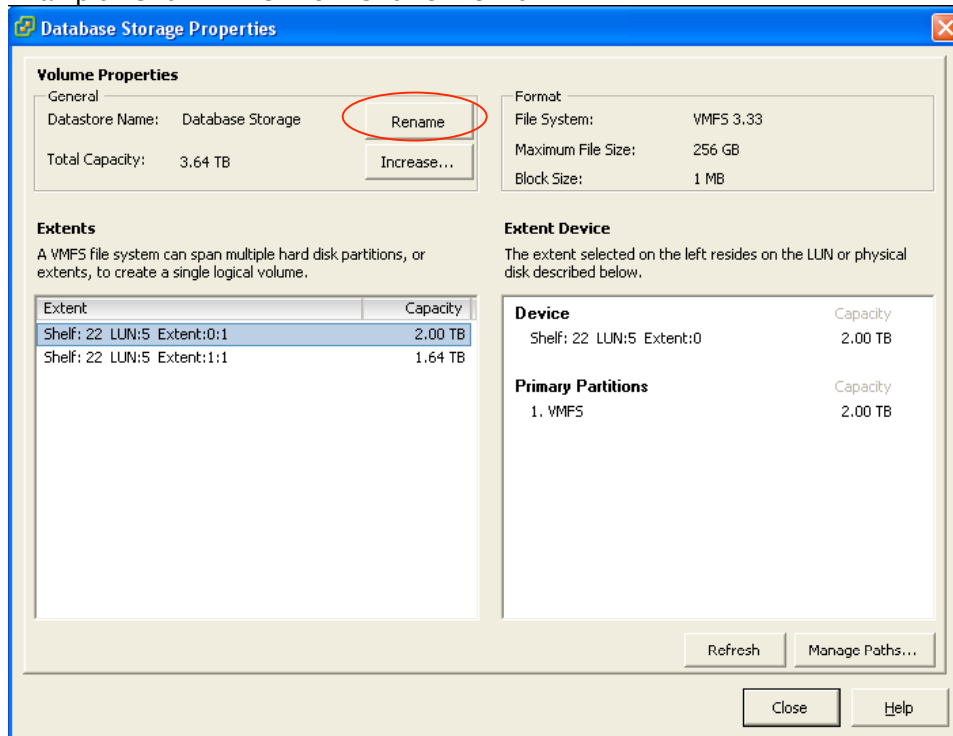 Database Storage Properties
Volume Properties
General
Datastore Name: Database Storage
Rename
Total Capacity: 3.64 TB
Increase...
Format
File System: VMFS 3.33
Maximum File Size: 256 GB
Block Size: 1 MB
Extents
A VMFS file system can span multiple hard disk partitions, or
extents, to create a single logical volume.
Extent Capacity
Shelf: 22 LUN:5 Extent:0:1 2.00 TB
Shelf: 22 LUN:5 Extent:1:1 1.64 TB
Extent Device
The extent selected on the left resides on the LUN or physical
disk described below.
Device Capacity
Shelf: 22 LUN:5 Extent:0 2.00 TB
Primary Partitions Capacity
1. VMFS 2.00 TB
Refresh
Manage Paths...
Close
Help